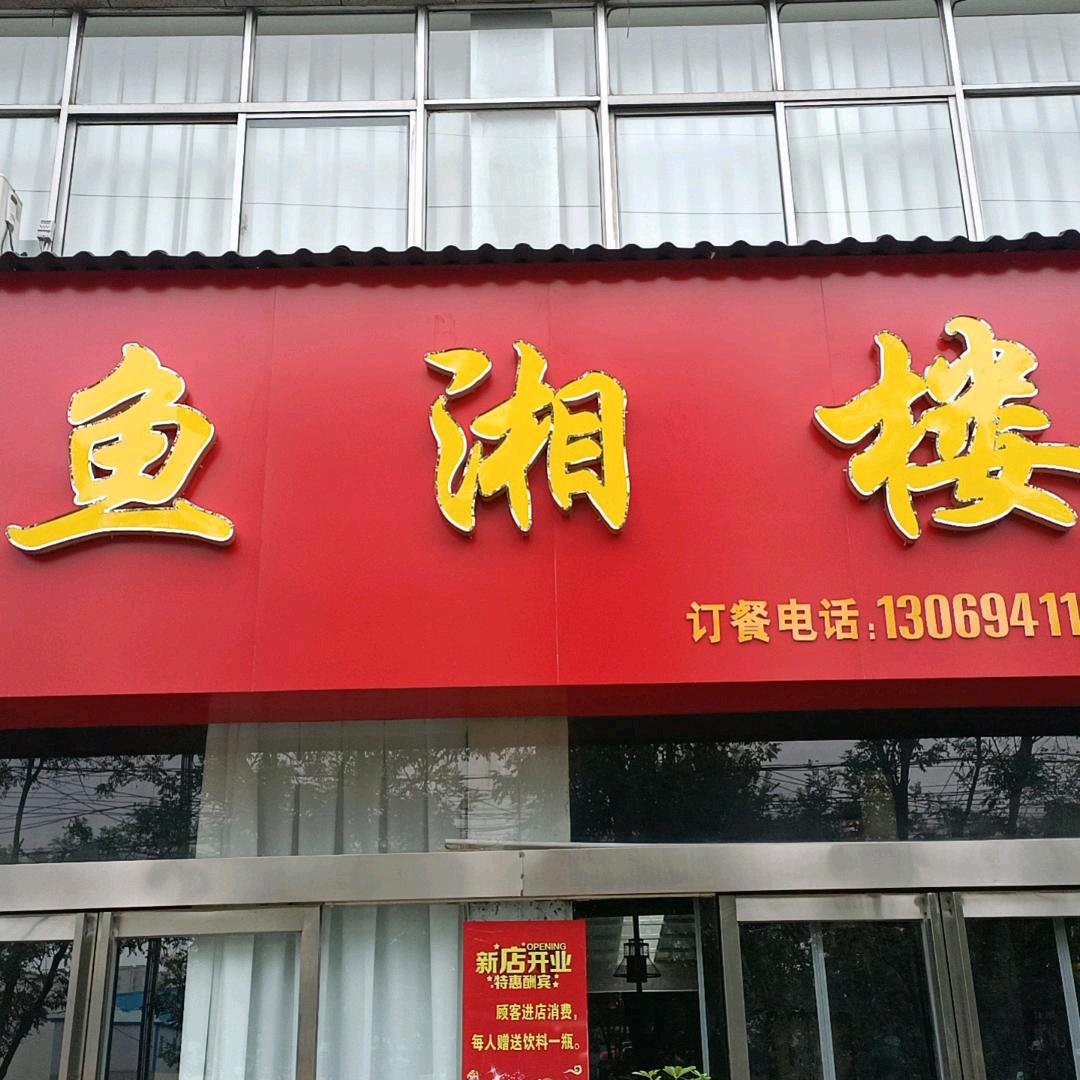 鱼湘楼
订餐电话:13069411
OPENING
新店开业
特惠酬宾
顾客进店消费,
每人赠送饮料一瓶。